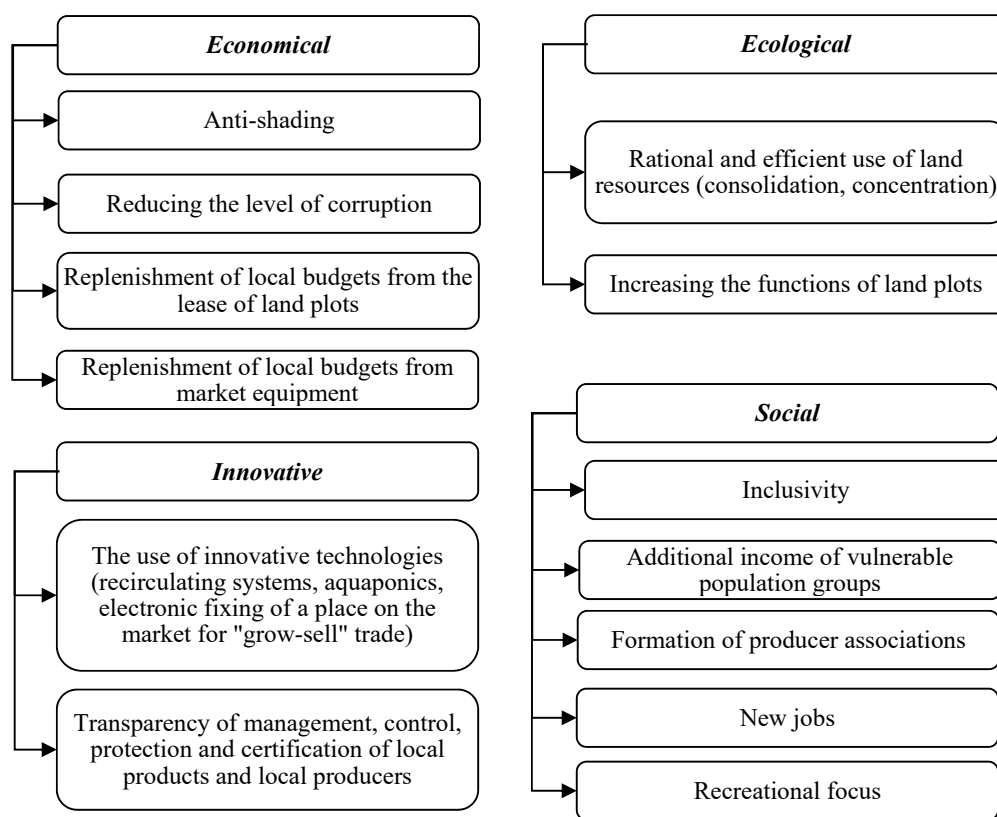 Economical
Anti-shading
Reducing the level of corruption
Replenishment of local budgets from the
lease of land plots
Replenishment of local budgets from
market equipment
Innovative
The use of innovative technologies
(recirculating systems, aquaponics,
electronic fixing of a place on the
market for "grow-sell" trade)
Transparency of management, control,
protection and certification of local
products and local producers
Ecological
Rational and efficient use of land
resources (consolidation, concentration)
Increasing the functions of land plots
Social
Inclusivity
Additional income of vulnerable
population groups
Formation of producer associations
New jobs
Recreational focus